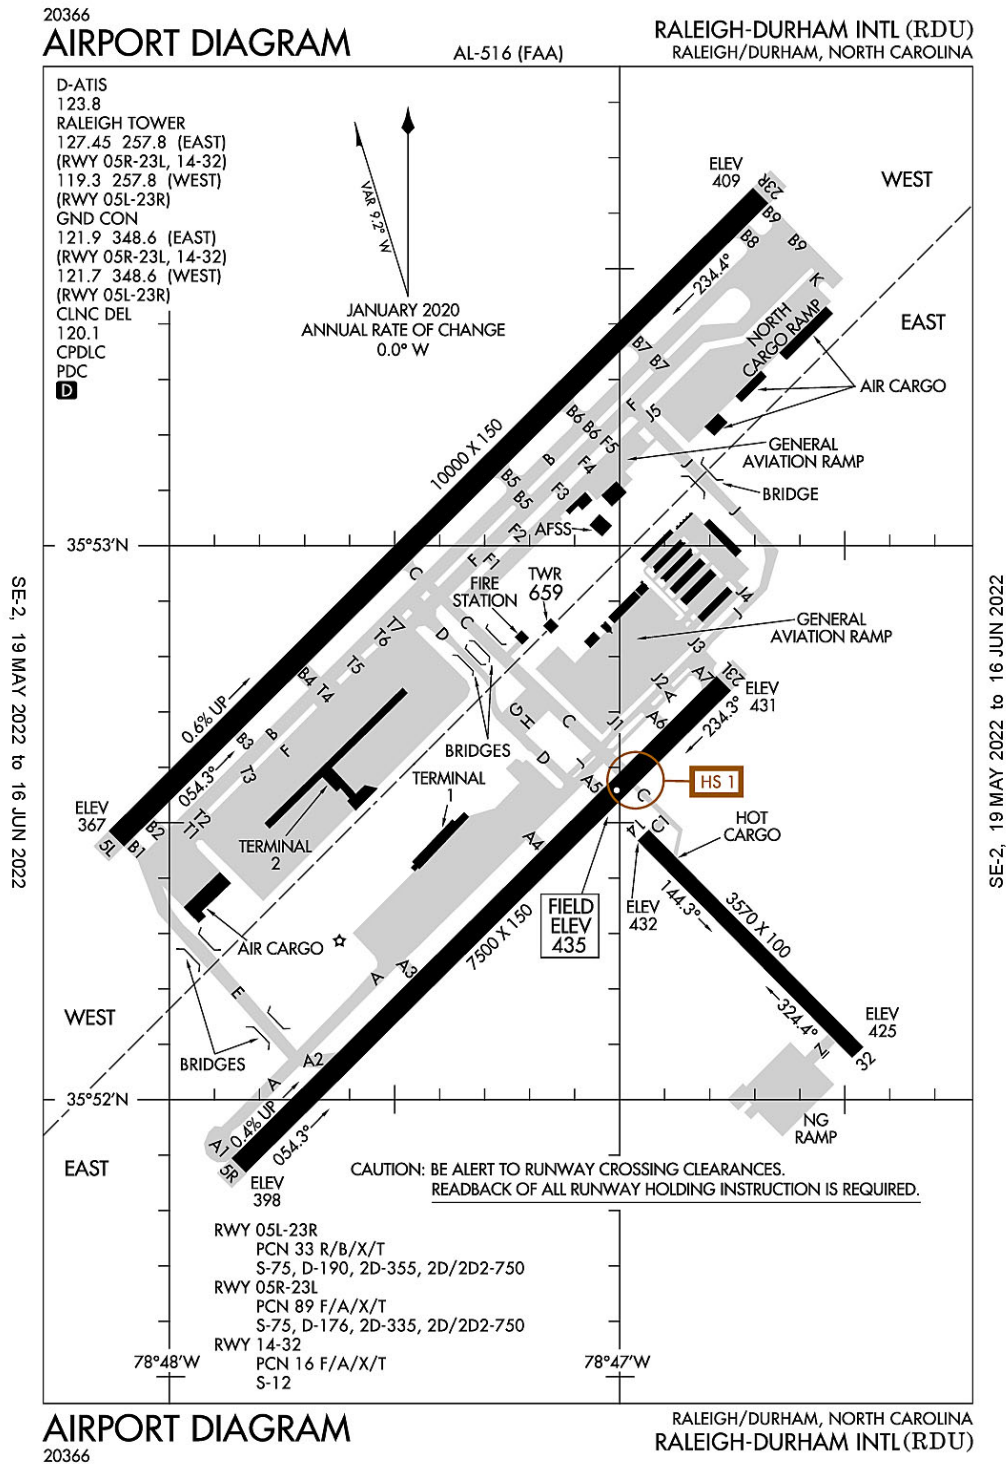 20366
AIRPORT DIAGRAM
AL-516 (FAA)
RALEIGH-DURHAM INTL (RDU)
RALEIGH/DURHAM, NORTH CAROLINA
D-ATIS
123.8
RALEIGH TOWER
127.45 257.8 (EAST)
(RWY 05R-23L, 14-32)
119.3 257.8 (WEST)
(RWY 05L-23R)
GND CON
121.9 348.6 (EAST)
(RWY 05R-23L, 14-32)
121.7 348.6 (WEST)
(RWY 05L-23R)
CLNC DEL
120.1
CPDLC
PDC
D
VAR 9.2° W
JANUARY 2020
ANNUAL RATE OF CHANGE
0.0° W
ELEV
409
23R
WEST
B9
B9
B8
234.4°
K
NORTH
CARGO RAMP
EAST
AIR CARGO
B7
B7
F
J5
B6
B6
F5
GENERAL
AVIATION RAMP
10000 X 150
B
F4
J
BRIDGE
B5
B5
F3
J
F2
AFSS
35°53'N
F
F1
C
FIRE
STATION
TWR
659
J4
J
T7
T6
D
C
GENERAL
AVIATION RAMP
J3
T5
A7
23L
ELEV
431
B4
T4
J2
A
0.6% UP
G
H
C
J1
A6
234.3°
B3
B
F
BRIDGES
D
054.3°
T3
TERMINAL
1
J
A5
C
HS 1
ELEV
367
T2
T1
B2
B1
5L
TERMINAL
2
A4
14
C1
HOT
CARGO
FIELD
ELEV
435
ELEV
432
144.3°
3570 X 100
7500 X 150
AIR CARGO
A3
A
E
324.4°
WEST
ELEV
425
BRIDGES
A2
32
35°52'N
A
0.4% UP
054.3°
NG
RAMP
A1
5R
EAST
ELEV
398
CAUTION: BE ALERT TO RUNWAY CROSSING CLEARANCES.
READBACK OF ALL RUNWAY HOLDING INSTRUCTION IS REQUIRED.
RWY 05L-23R
PCN 33 R/B/X/T
S-75, D-190, 2D-355, 2D/2D2-750
RWY 05R-23L
PCN 89 F/A/X/T
S-75, D-176, 2D-335, 2D/2D2-750
RWY 14-32
PCN 16 F/A/X/T
S-12
78°48'W
78°47'W
SE-2, 19 MAY 2022 to 16 JUN 2022
SE-2, 19 MAY 2022 to 16 JUN 2022
AIRPORT DIAGRAM
20366
RALEIGH/DURHAM, NORTH CAROLINA
RALEIGH-DURHAM INTL (RDU)